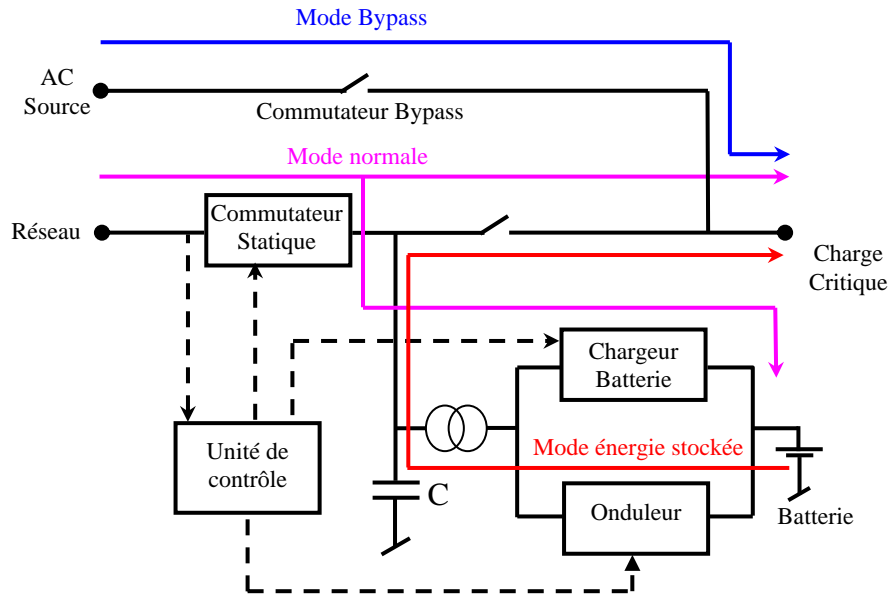 Mode Bypass
AC
Source
Commutateur Bypass
Mode normale
Réseau
Commutateur
Statique
Charge
Critique
Chargeur
Batterie
Unité de
contrôle
Mode énergie stockée
C
Onduleur
Batterie